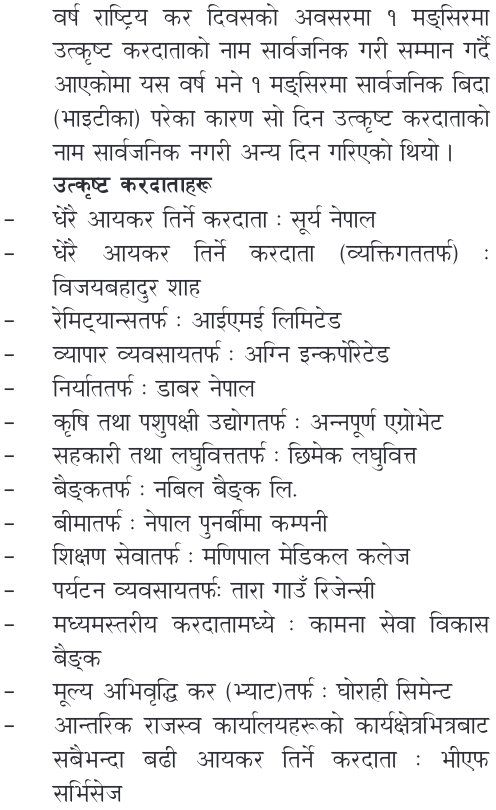 वर्ष राष्ट्रिय कर दिवसको अवसरमा १ मङ्सिरमा
उत्कृष्ट करदाताको नाम सार्वजनिक गरी सम्मान गर्दै
आएकोमा यस वर्ष भने १ मङ्सिरमा सार्वजनिक बिदा
(भाइटीका) परेका कारण सो दिन उत्कृष्ट करदाताको
नाम सार्वजनिक नगरी अन्य दिन गरिएको थियो ।
उत्कृष्ट करदाताहरू
– धेरै आयकर तिर्ने करदाता : सूर्य नेपाल
– धेरै आयकर तिर्ने करदाता (व्यक्तिगततर्फ) :
विजयबहादुर शाह
– रेमिट्यान्सतर्फ : आईएमई लिमिटेड
– व्यापार व्यवसायतर्फ : अग्नि इन्कर्पोरेटेड
– निर्याततर्फ : डाबर नेपाल
– कृषि तथा पशुपक्षी उद्योगतर्फ : अन्नपूर्ण एग्रोभेट
– सहकारी तथा लघुवित्ततर्फ : छिमेक लघुवित्त
– बैङ्कतर्फ : नबिल बैङ्क लि.
– बीमातर्फ : नेपाल पुनर्बीमा कम्पनी
– शिक्षण सेवातर्फ : मणिपाल मेडिकल कलेज
– पर्यटन व्यवसायतर्फः तारा गाउँ रिजेन्सी
– मध्यमस्तरीय करदातामध्ये : कामना सेवा विकास
बैङ्क
– मूल्य अभिवृद्धि कर (भ्याट)तर्फ : घोराही सिमेन्ट
– आन्तरिक राजस्व कार्यालयहरूको कार्यक्षेत्रभित्रबाट
सबैभन्दा बढी आयकर तिर्ने करदाता : भीएफ
सर्भिसेज